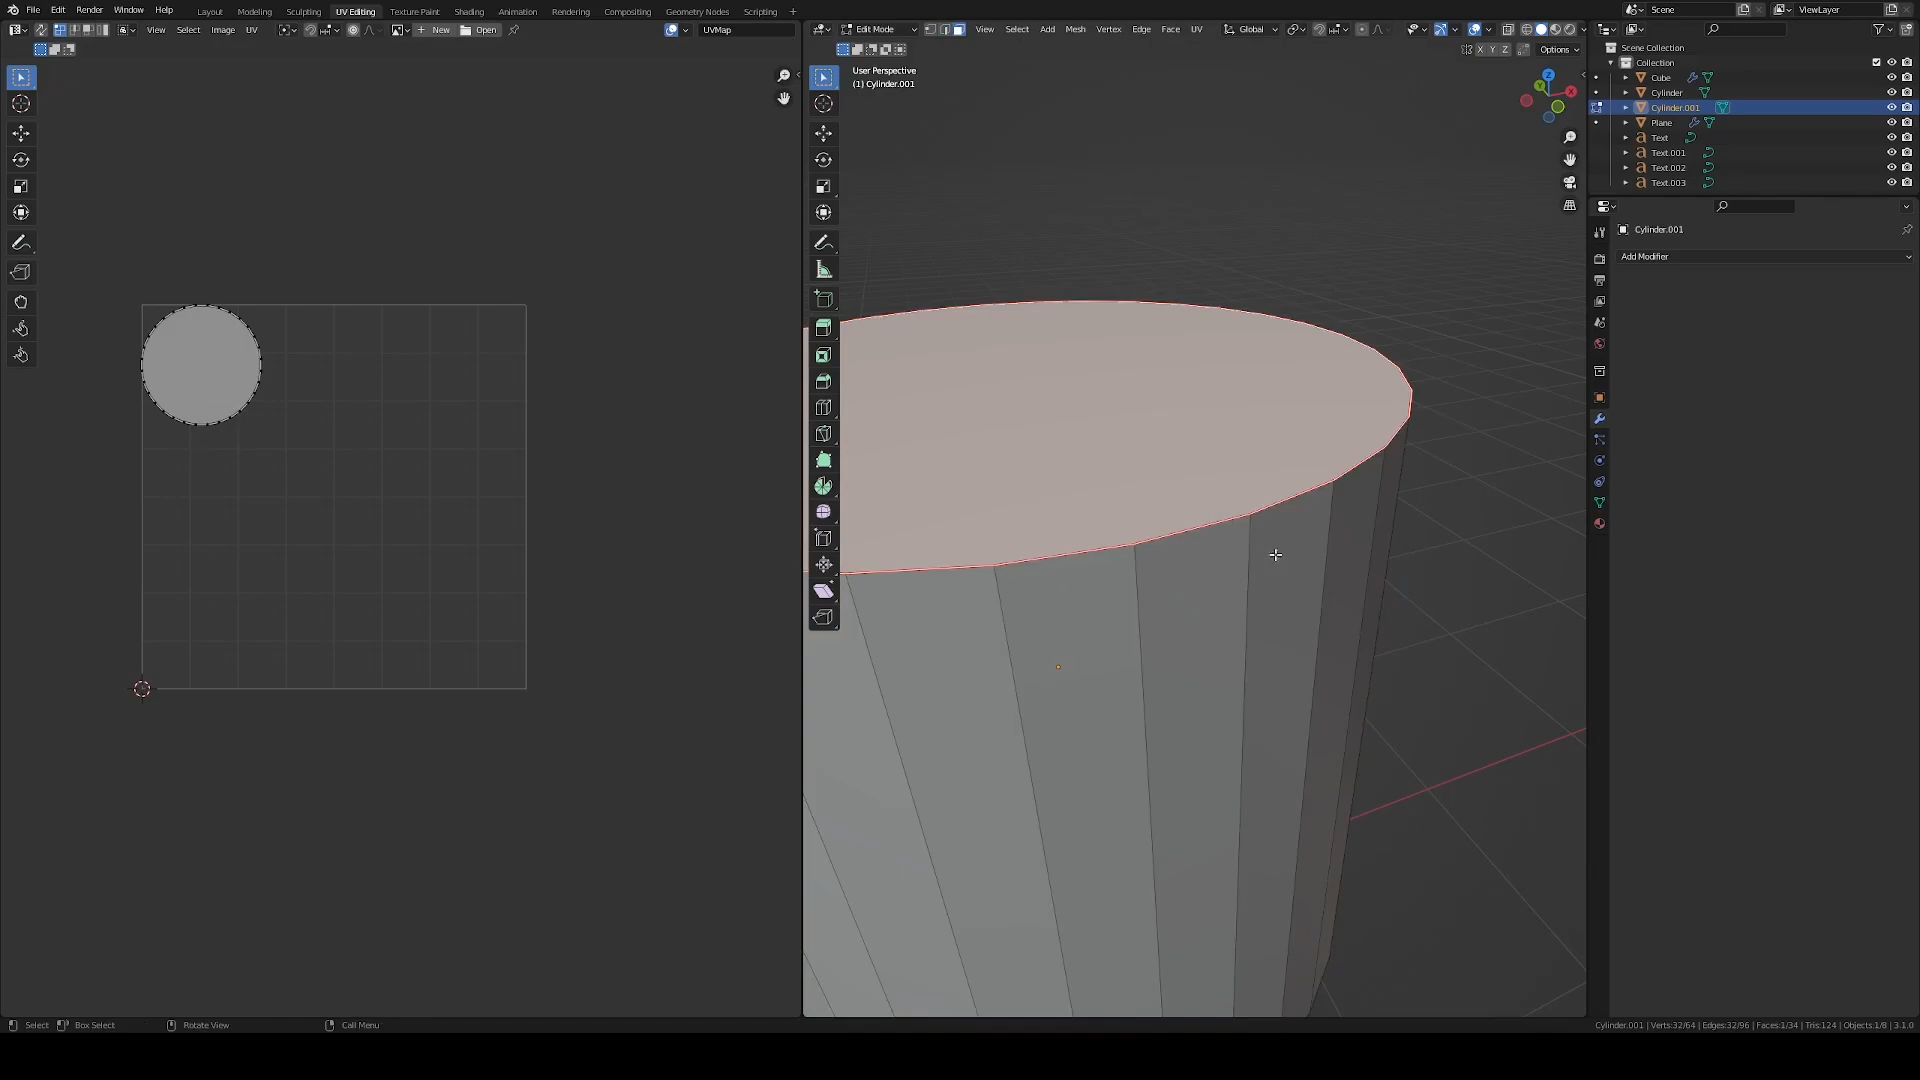 File Edit Render Window Help Layout Modeling Sculpting UV Editing Texture Paint Shading Animation Rendering Compositing Geometry Nodes Scripting + Scene ViewLayer
View Select Image UV New Open UVMap Edit Mode View Select Add Mesh Vertex Edge Face UV Global
X Y Z Options
User Perspective
(1) Cylinder.001
Scene Collection
Collection
Cube
Cylinder
Cylinder.001
Plane
Text
Text.001
Text.002
Text.003
Cylinder.001
Add Modifier
Z
Y
X
Select Box Select Rotate View Call Menu Cylinder.001 | Verts:32/64 | Edges:32/96 | Faces:1/34 | Tris:124 | Objects:1/8 | 3.1.0